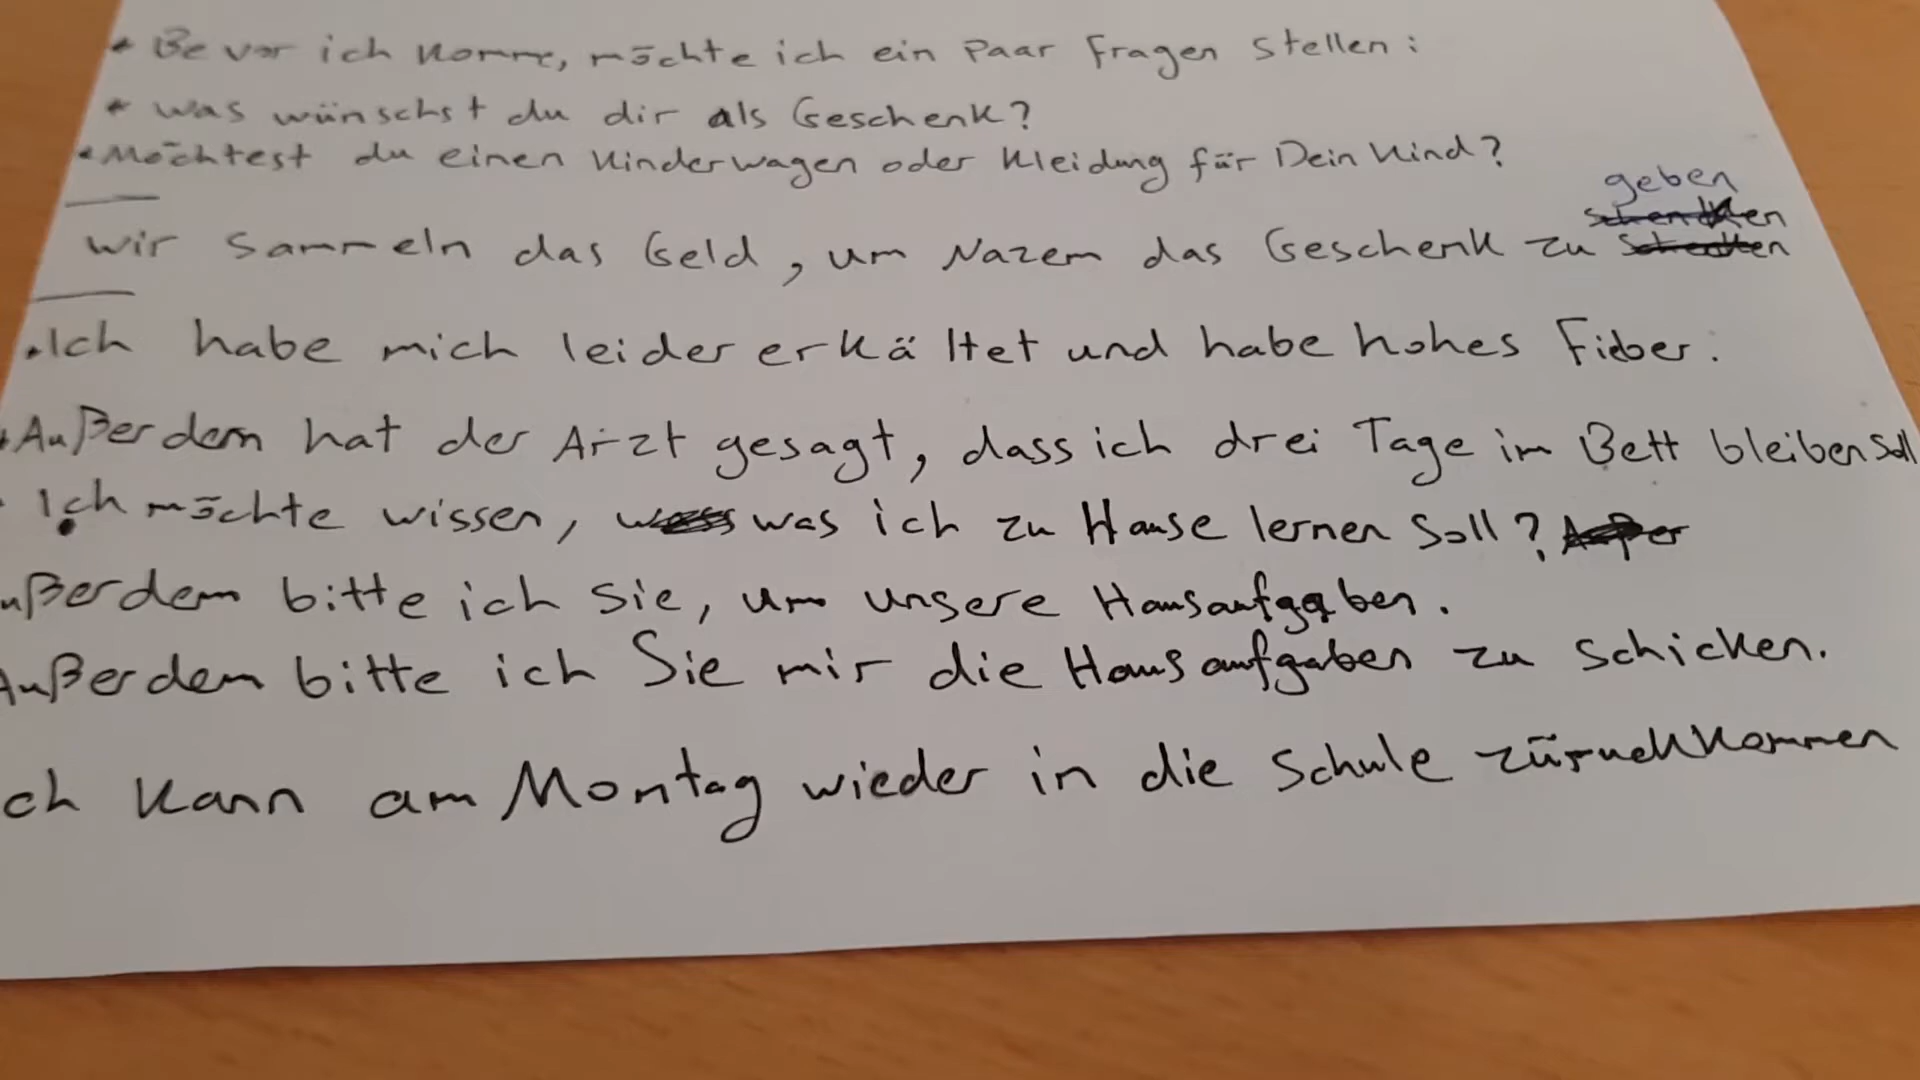 * Bevor ich komme, möchte ich ein Paar Fragen stellen:
* was wünschst du dir als Geschenk?
• Möchtest du einen Kinderwagen oder Kleidung für Dein Kind?
geben
wir Sammeln das Geld, um Nazem das Geschenk zu
• Ich habe mich leider erkältet und habe hohes Fieber.
• Außerdem hat der Arzt gesagt, dass ich drei Tage im Bett bleiben soll
• Ich möchte wissen, was ich zu Hause lernen soll?
ußerdem bitte ich sie, um unsere Hausaufgaben.
Außerdem bitte ich Sie mir die Hausaufgaben zu schicken.
ch kann am Montag wieder in die Schule zürückkommen